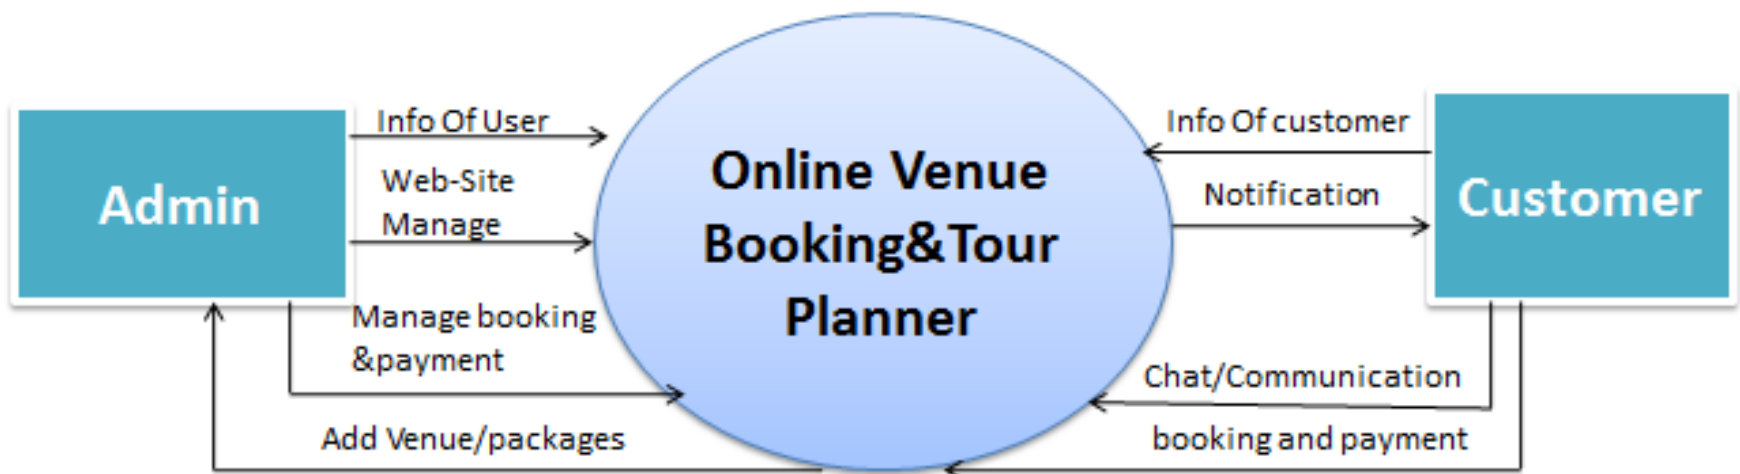 Admin
Info Of User
Web-Site
Manage
Manage booking
&payment
Add Venue/packages
Online Venue
Booking&Tour
Planner
Info Of customer
Notification
Chat/Communication
booking and payment
Customer